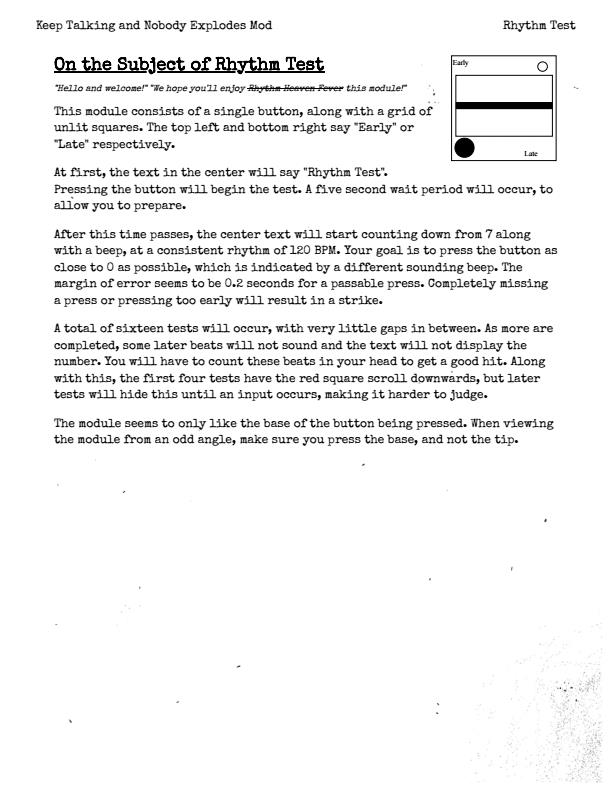 Keep Talking and Nobody Explodes Mod
Rhythm Test
On the Subject of Rhythm Test
"Hello and welcome!" "We hope you'll enjoy Rhythm Heaven Fever this module!"
Early
Late
This module consists of a single button, along with a grid of
unlit squares. The top left and bottom right say "Early" or
"Late" respectively.
At first, the text in the center will say "Rhythm Test".
Pressing the button will begin the test. A five second wait period will occur, to
allow you to prepare.
After this time passes, the center text will start counting down from 7 along
with a beep, at a consistent rhythm of 120 BPM. Your goal is to press the button as
close to 0 as possible, which is indicated by a different sounding beep. The
margin of error seems to be 0.2 seconds for a passable press. Completely missing
a press or pressing too early will result in a strike.
A total of sixteen tests will occur, with very little gaps in between. As more are
completed, some later beats will not sound and the text will not display the
number. You will have to count these beats in your head to get a good hit. Along
with this, the first four tests have the red square scroll downwards, but later
tests will hide this until an input occurs, making it harder to judge.
The module seems to only like the base of the button being pressed. When viewing
the module from an odd angle, make sure you press the base, and not the tip.